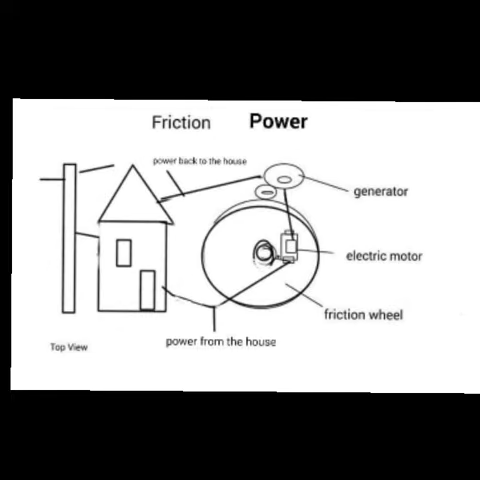 Friction Power
power back to the house
generator
electric motor
friction wheel
power from the house
Top View